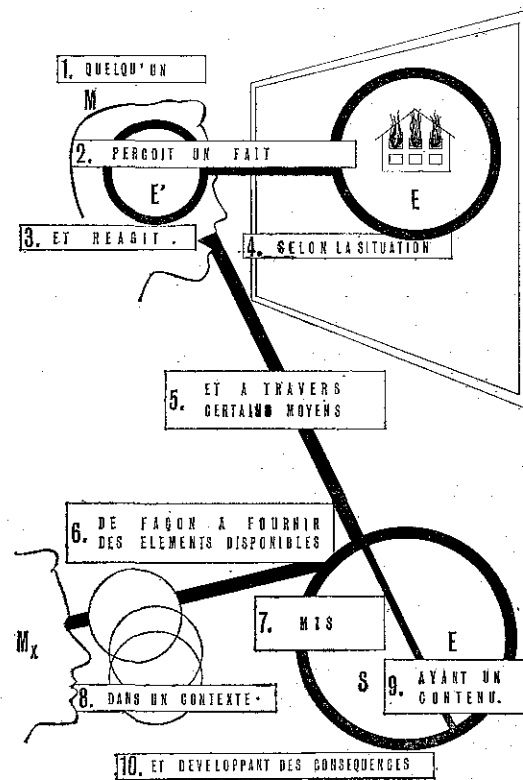 1. QUELQU'UN
M
2. PERÇOIT UN FAIT
E'
E
3. ET REAGIT.
4. SELON LA SITUATION
5. ET A TRAVERS
CERTAINS MOYENS
6. DE FAÇON A FOURNIR
DES ELEMENTS DISPONIBLES
Mx
7. MIS
E
8. DANS UN CONTEXTE.
S
9. AYANT UN
CONTENU.
10. ET DEVELOPPANT DES CONSEQUENCES